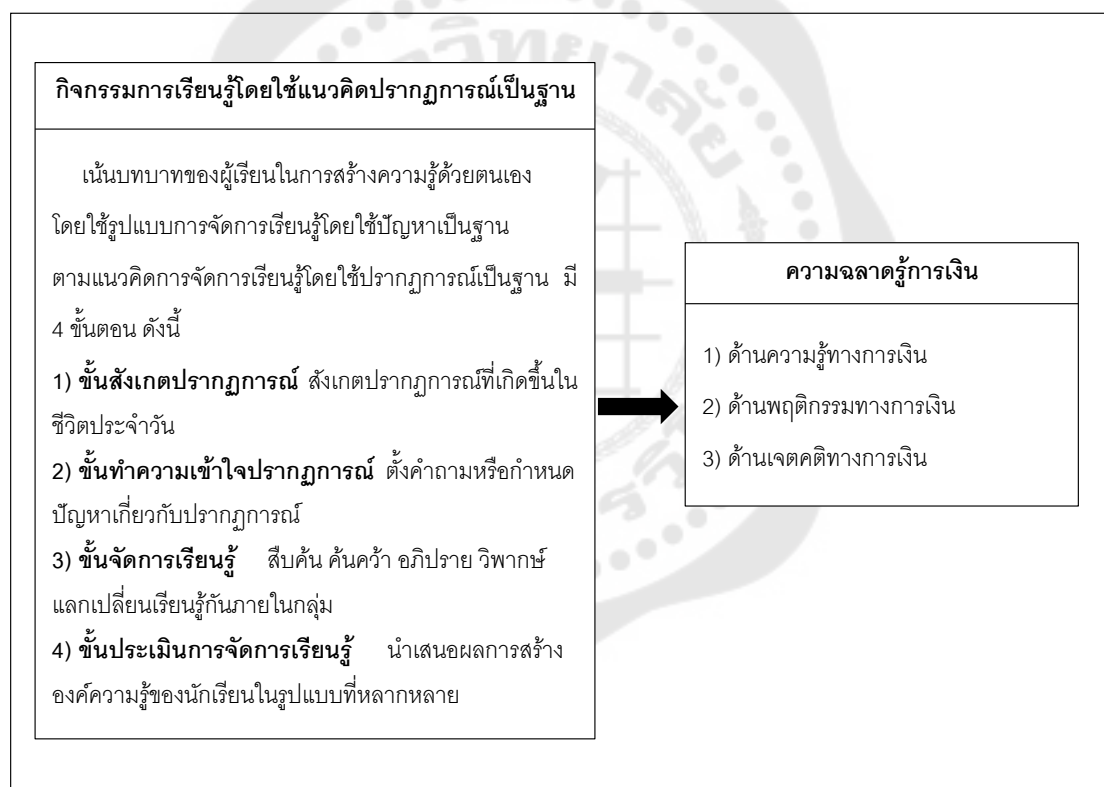 กิจกรรมการเรียนรู้โดยใช้แนวคิดปรากฏการณ์เป็นฐาน
เน้นบทบาทของผู้เรียนในการสร้างความรู้ด้วยตนเอง
โดยใช้รูปแบบการจัดการเรียนรู้โดยใช้ปัญหาเป็นฐาน
ตามแนวคิดการจัดการเรียนรู้โดยใช้ปรากฏการณ์เป็นฐาน มี
4 ขั้นตอน ดังนี้
1) ขั้นสังเกตปรากฏการณ์ สังเกตปรากฏการณ์ที่เกิดขึ้นใน
ชีวิตประจำวัน
2) ขั้นทำความเข้าใจปรากฏการณ์ ตั้งคำถามหรือกำหนด
ปัญหาเกี่ยวกับปรากฏการณ์
3) ขั้นจัดการเรียนรู้ สืบค้น ค้นคว้า อภิปราย วิพากษ์
แลกเปลี่ยนเรียนรู้กันภายในกลุ่ม
4) ขั้นประเมินการจัดการเรียนรู้ นำเสนอผลการสร้าง
องค์ความรู้ของนักเรียนในรูปแบบที่หลากหลาย
ความฉลาดรู้การเงิน
1) ด้านความรู้ทางการเงิน
2) ด้านพฤติกรรมทางการเงิน
3) ด้านเจตคติทางการเงิน